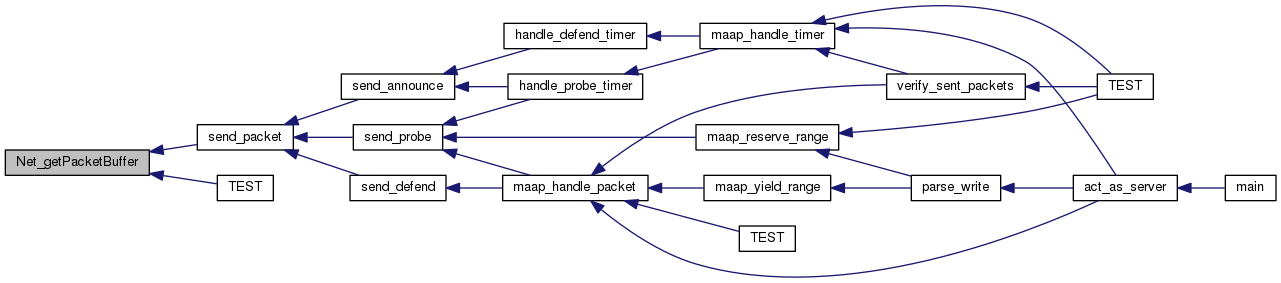 handle_defend_timer
maap_handle_timer
send_announce
handle_probe_timer
verify_sent_packets
TEST
send_packet
send_probe
maap_reserve_range
Net_getPacketBuffer
TEST
send_defend
maap_handle_packet
maap_yield_range
parse_write
act_as_server
main
TEST